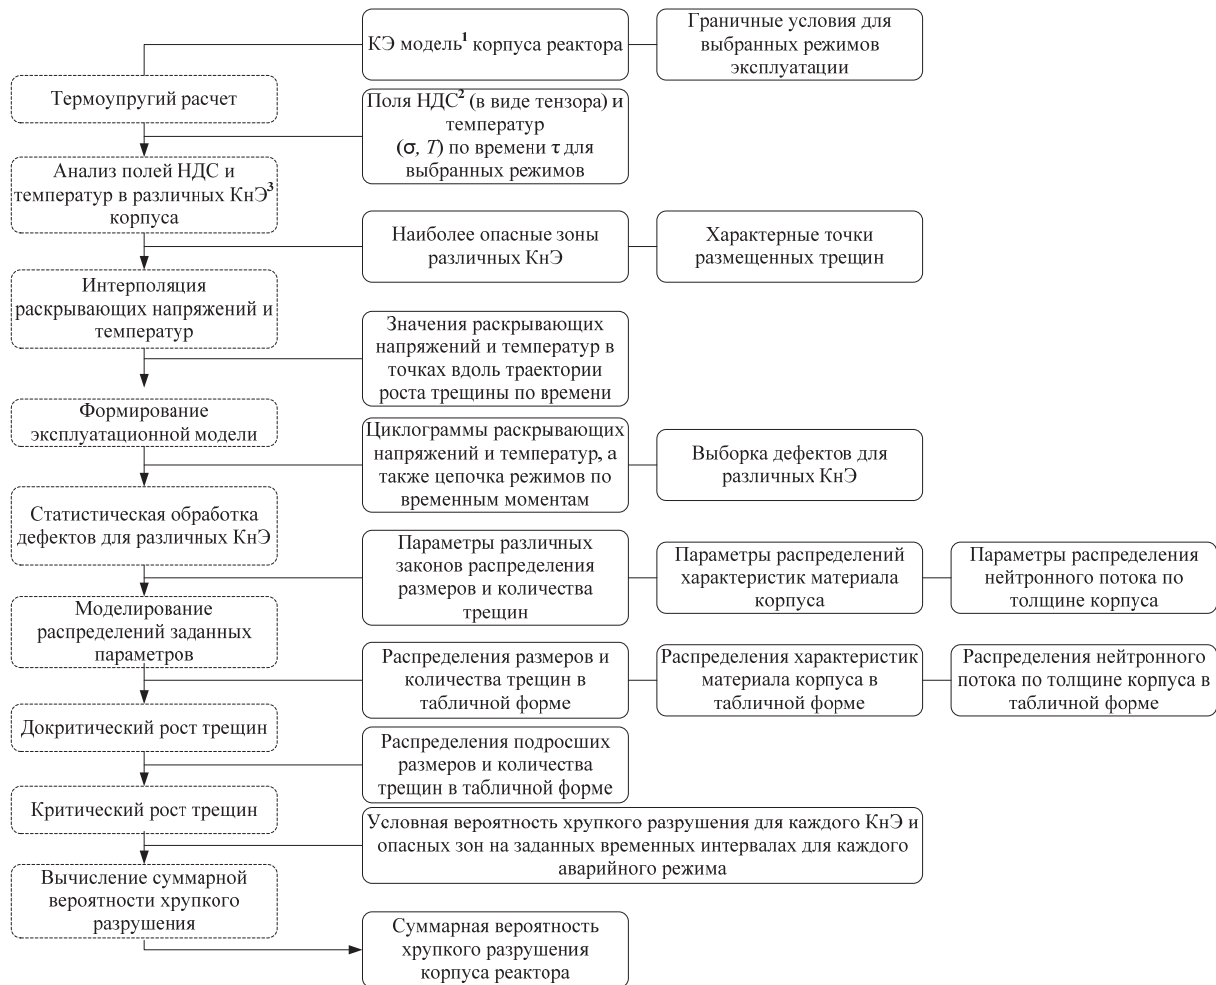 КЭ модель¹ корпуса реактора
Граничные условия для
выбранных режимов
эксплуатации
Термоупругий расчет
Поля НДС² (в виде тензора) и
температур
(σ, T) по времени τ для
выбранных режимов
Анализ полей НДС и
температур в различных КнЭ³
корпуса
Наиболее опасные зоны
различных КнЭ
Характерные точки
размещенных трещин
Интерполяция
раскрывающих напряжений и
температур
Значения раскрывающих
напряжений и температур в
точках вдоль траектории
роста трещины по времени
Формирование
эксплуатационной модели
Циклограммы раскрывающих
напряжений и температур, а
также цепочка режимов по
временным моментам
Выборка дефектов для
различных КнЭ
Статистическая обработка
дефектов для различных КнЭ
Параметры различных
законов распределения
размеров и количества
трещин
Параметры распределений
характеристик материала
корпуса
Параметры распределения
нейтронного потока по
толщине корпуса
Моделирование
распределений заданных
параметров
Распределения размеров и
количества трещин в
табличной форме
Распределения характеристик
материала корпуса в
табличной форме
Распределения нейтронного
потока по толщине корпуса в
табличной форме
Докритический рост трещин
Распределения подросших
размеров и количества
трещин в табличной форме
Критический рост трещин
Условная вероятность хрупкого разрушения для каждого КнЭ и
опасных зон на заданных временных интервалах для каждого
аварийного режима
Вычисление суммарной
вероятности хрупкого
разрушения
Суммарная вероятность
хрупкого разрушения
корпуса реактора